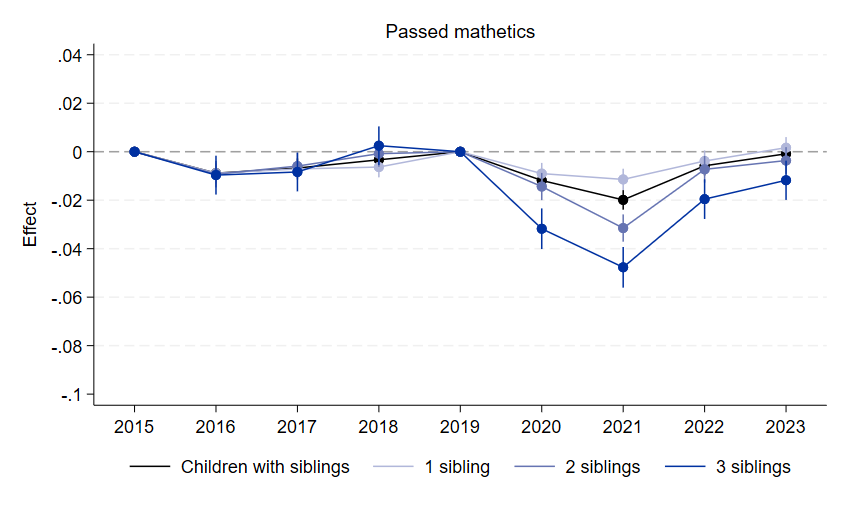 Passed mathetics
.04
.02
0
-.02
-.04
-.06
-.08
-.1
Effect
2015 2016 2017 2018 2019 2020 2021 2022 2023
Children with siblings 1 sibling 2 siblings 3 siblings